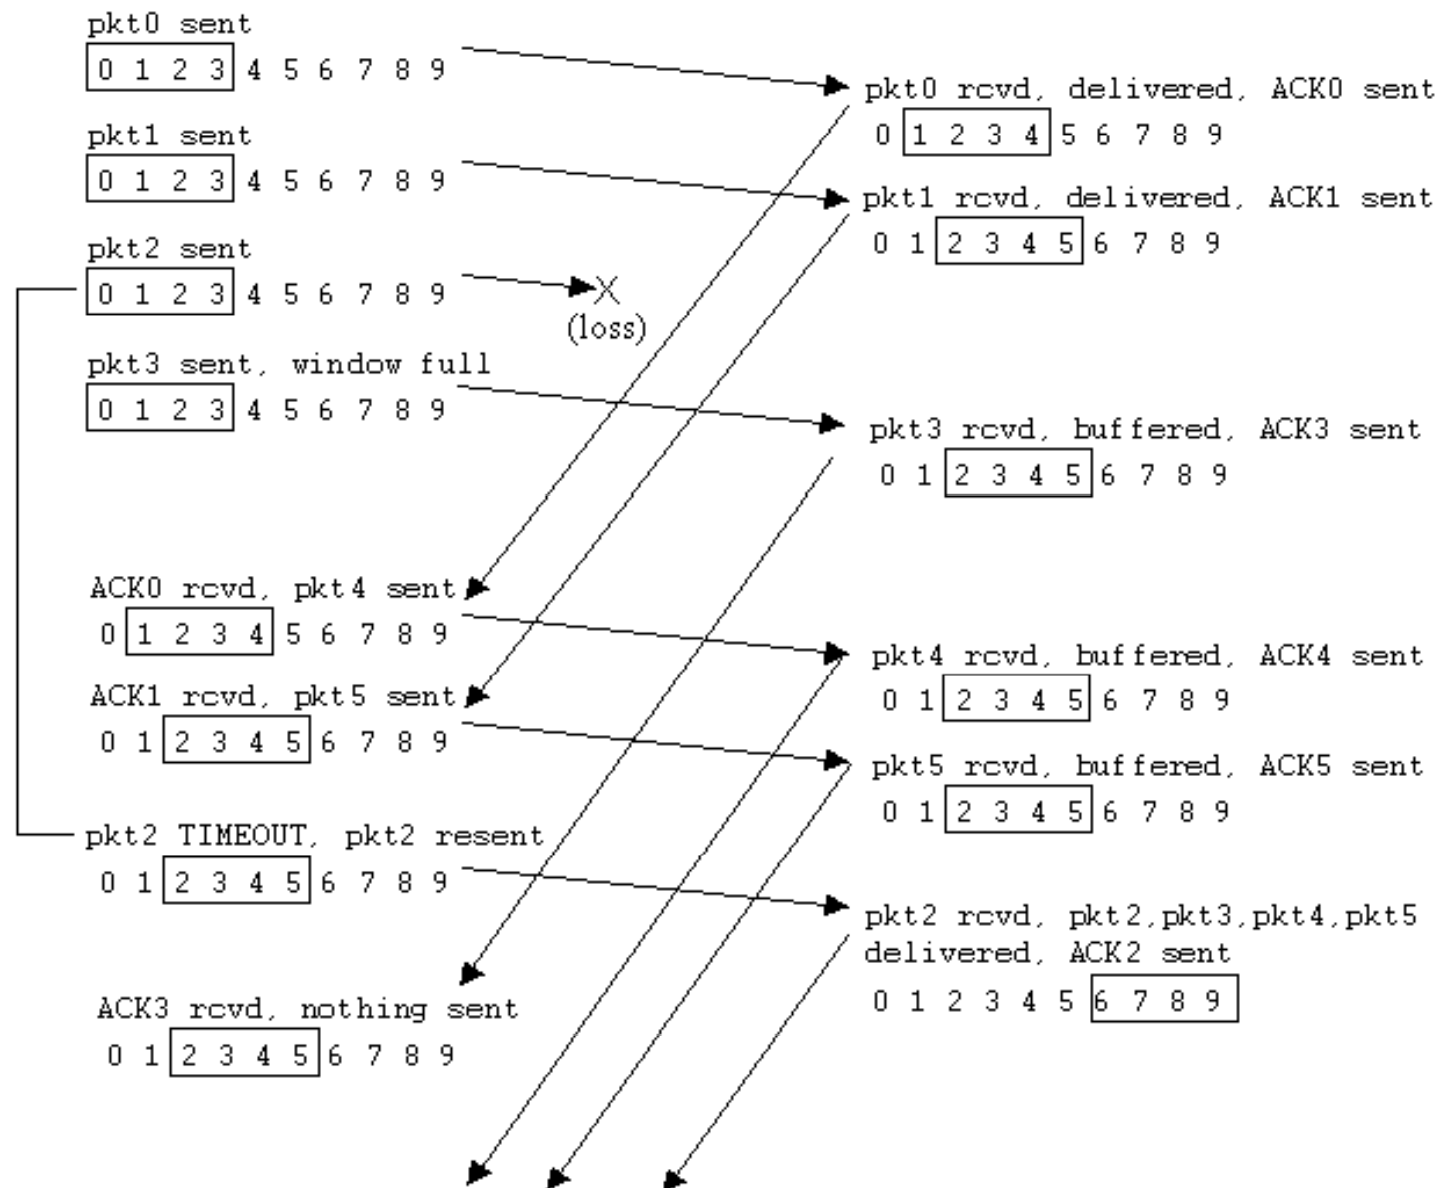 pkt0 sent
0 1 2 3 4 5 6 7 8 9
pkt0 rcvd, delivered, ACK0 sent
0 1 2 3 4 5 6 7 8 9
pkt1 sent
0 1 2 3 4 5 6 7 8 9
pkt1 rcvd, delivered, ACK1 sent
0 1 2 3 4 5 6 7 8 9
pkt2 sent
0 1 2 3 4 5 6 7 8 9
X
(loss)
pkt3 sent, window full
0 1 2 3 4 5 6 7 8 9
pkt3 rcvd, buffered, ACK3 sent
0 1 2 3 4 5 6 7 8 9
ACK0 rcvd, pkt4 sent
0 1 2 3 4 5 6 7 8 9
pkt4 rcvd, buffered, ACK4 sent
0 1 2 3 4 5 6 7 8 9
ACK1 rcvd, pkt5 sent
0 1 2 3 4 5 6 7 8 9
pkt5 rcvd, buffered, ACK5 sent
0 1 2 3 4 5 6 7 8 9
pkt2 TIMEOUT, pkt2 resent
0 1 2 3 4 5 6 7 8 9
pkt2 rcvd, pkt2,pkt3,pkt4,pkt5
delivered, ACK2 sent
0 1 2 3 4 5 6 7 8 9
ACK3 rcvd, nothing sent
0 1 2 3 4 5 6 7 8 9